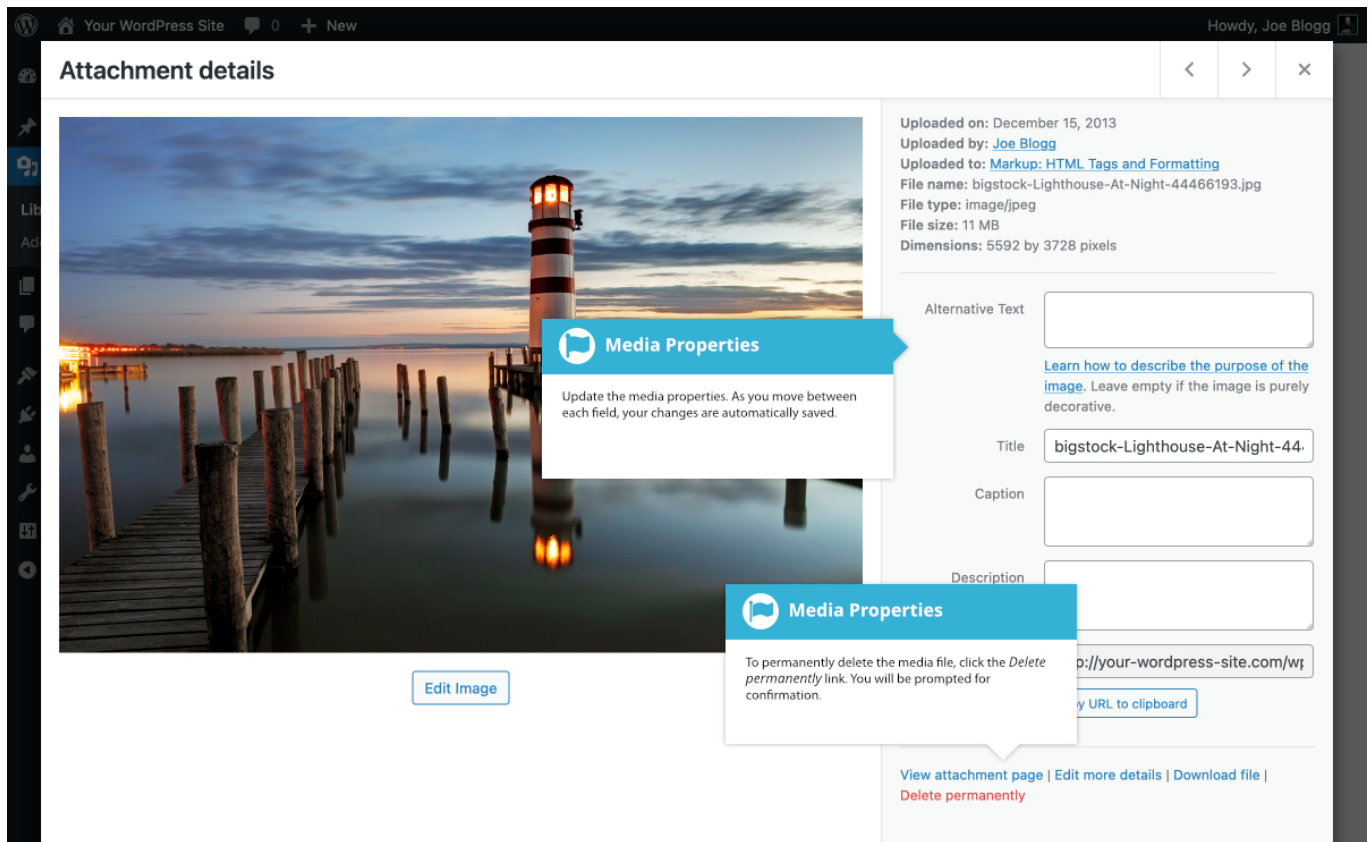 Your WordPress Site 0 New Howdy, Joe Blogg
Attachment details
Lib
Uploaded on: December 15, 2013
Uploaded by: Joe Blogg
Uploaded to: Markup: HTML Tags and Formatting
File name: bigstock-Lighthouse-At-Night-44466193.jpg
File type: image/jpeg
File size: 11 MB
Dimensions: 5592 by 3728 pixels
Alternative Text
Learn how to describe the purpose of the
image. Leave empty if the image is purely
decorative.
Title bigstock-Lighthouse-At-Night-44
Caption
Description
Media Properties
Update the media properties. As you move between
each field, your changes are automatically saved.
Media Properties
To permanently delete the media file, click the Delete
permanently link. You will be prompted for
confirmation.
p://your-wordpress-site.com/wp
y URL to clipboard
Edit Image
View attachment page | Edit more details | Download file |
Delete permanently